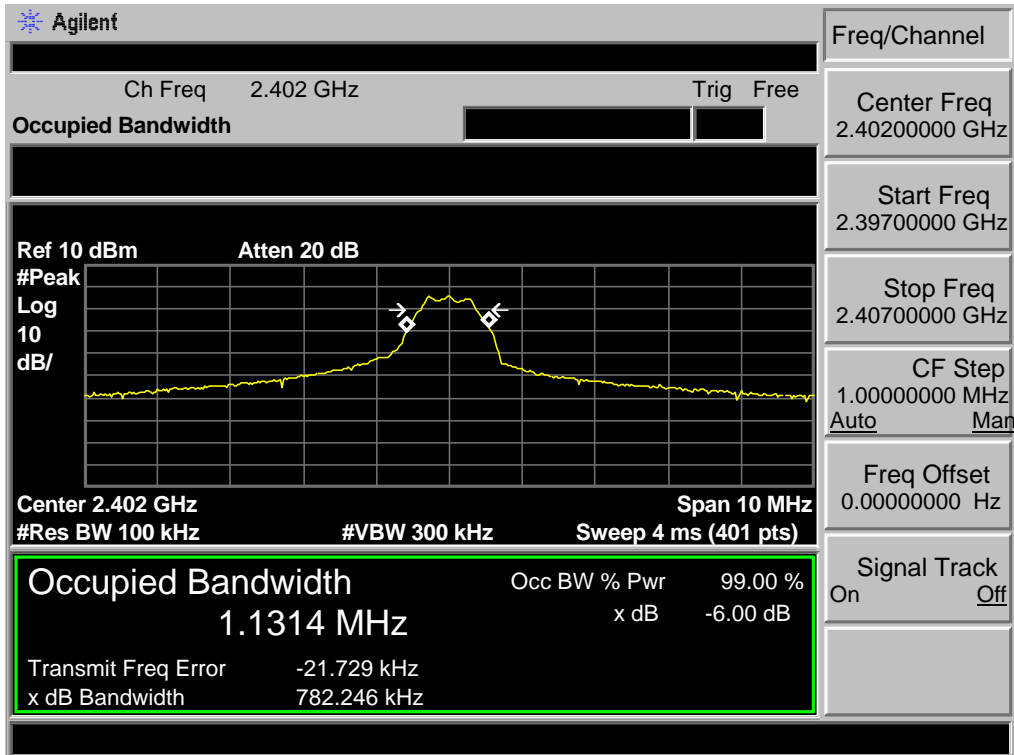 Agilent
Ch Freq 2.402 GHz Trig Free
Occupied Bandwidth
Ref 10 dBm Atten 20 dB
#Peak
Log
10
dB/
Center 2.402 GHz Span 10 MHz
#Res BW 100 kHz #VBW 300 kHz Sweep 4 ms (401 pts)
Occupied Bandwidth
1.1314 MHz
Occ BW % Pwr 99.00 %
x dB -6.00 dB
Transmit Freq Error -21.729 kHz
x dB Bandwidth 782.246 kHz
Freq/Channel
Center Freq
2.40200000 GHz
Start Freq
2.39700000 GHz
Stop Freq
2.40700000 GHz
CF Step
1.00000000 MHz
Auto Man
Freq Offset
0.00000000 Hz
Signal Track
On Off